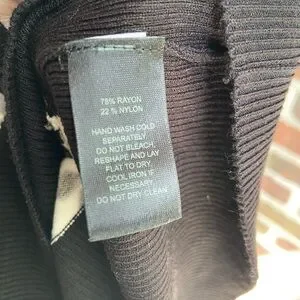 78% RAYON
22 % NYLON
HAND WASH COLD
SEPARATELY
DO NOT BLEACH.
RESHAPE AND LAY
FLAT TO DRY.
COOL IRON IF
NECESSARY.
DO NOT DRY CLEAN